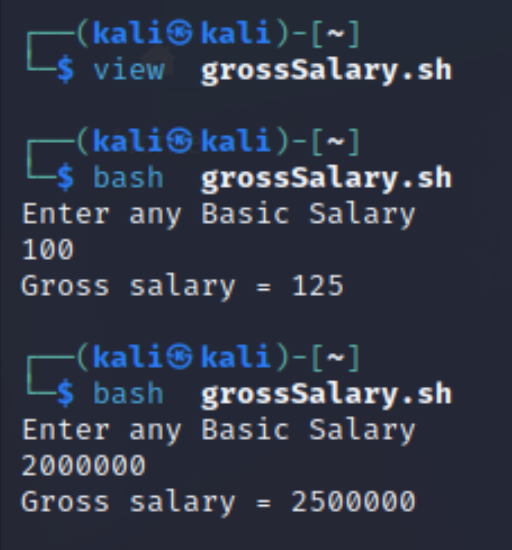 ┌──(kali㉿kali)-[~]
└─$ view  grossSalary.sh
┌──(kali㉿kali)-[~]
└─$ bash  grossSalary.sh
Enter any Basic Salary
100
Gross salary = 125
┌──(kali㉿kali)-[~]
└─$ bash  grossSalary.sh
Enter any Basic Salary
2000000
Gross salary = 2500000